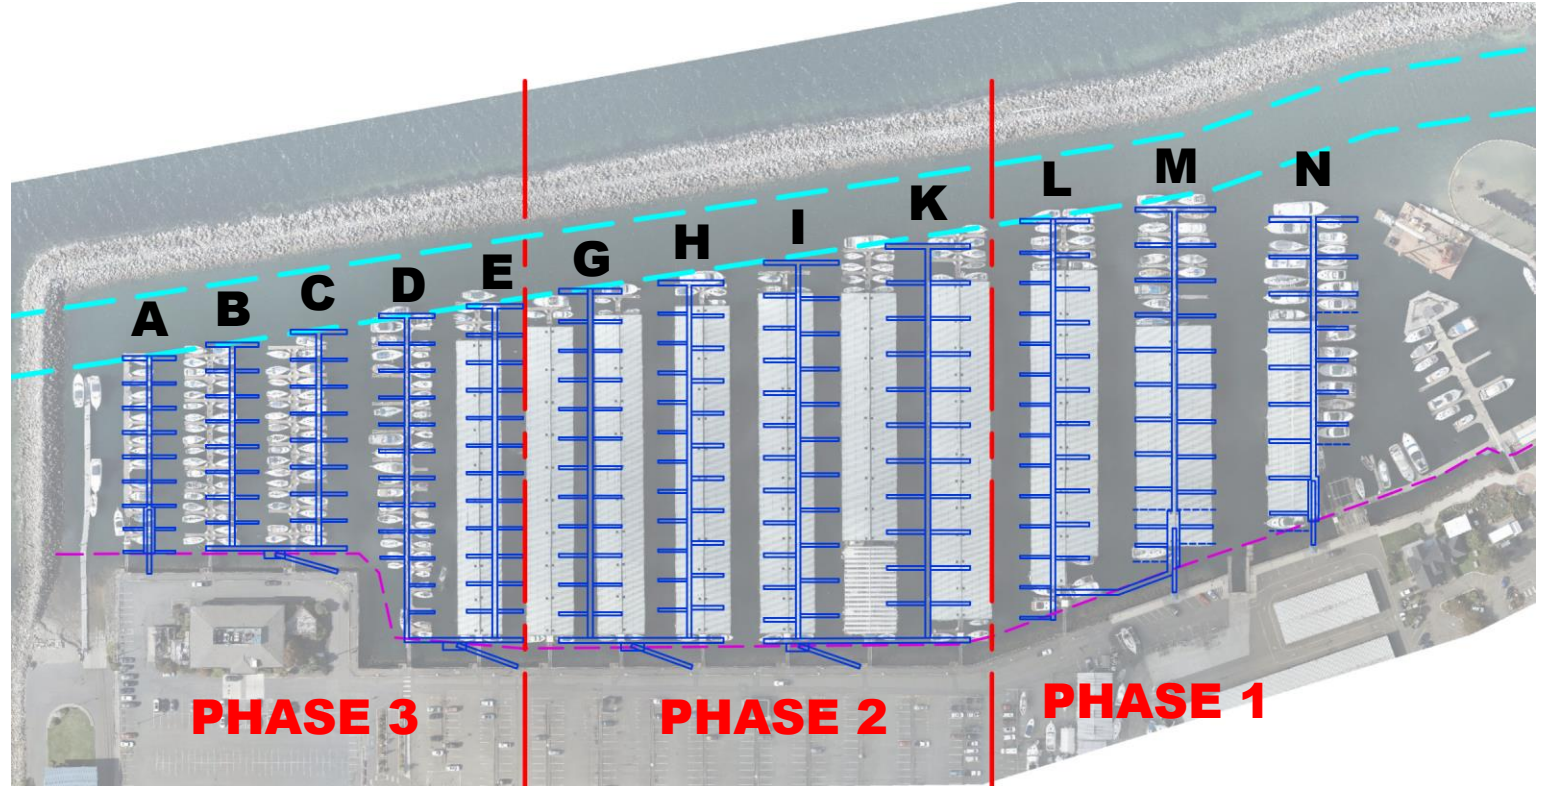 A B C D E G H I K L M N
PHASE 3 PHASE 2 PHASE 1